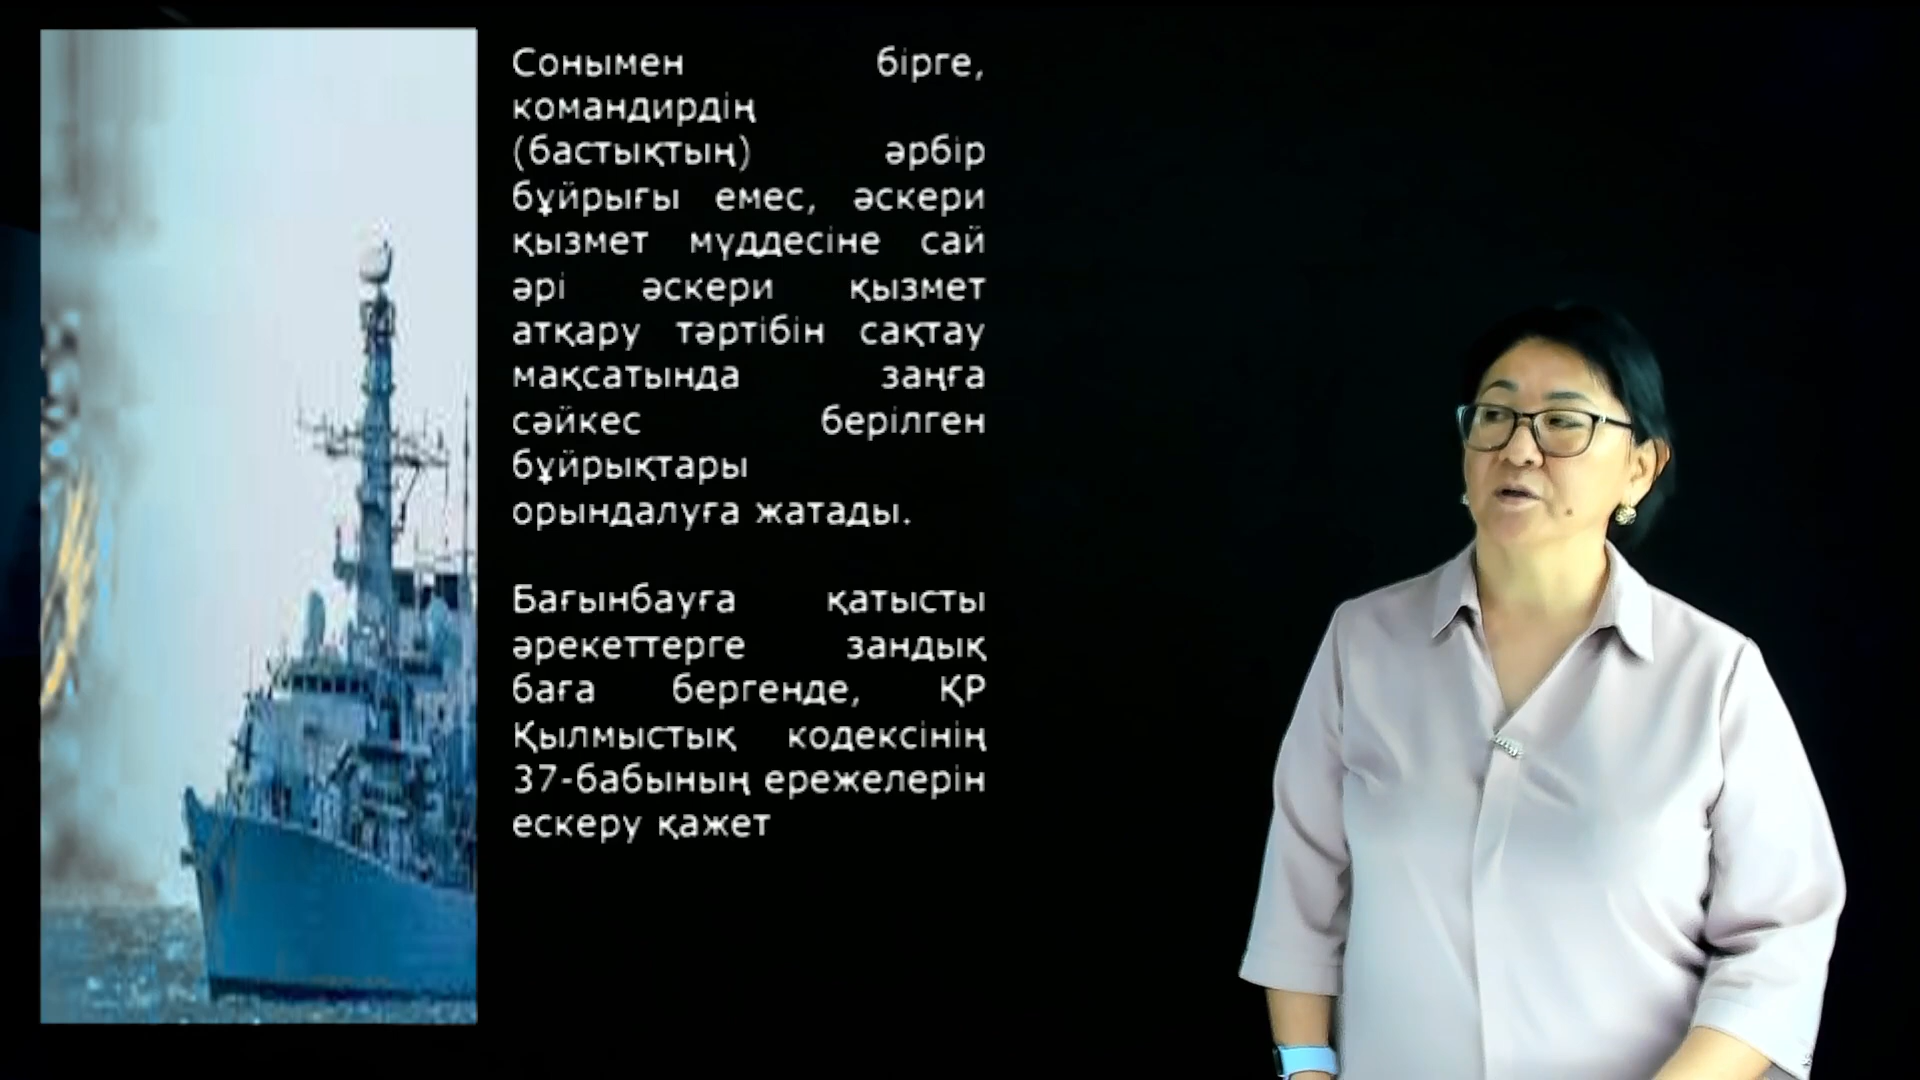 Сонымен бірге,
командирдің
(бастықтың) әрбір
бұйрығы емес, әскери
қызмет мүддесіне сай
әрі әскери қызмет
атқару тәртібін сақтау
мақсатында заңға
сәйкес берілген
бұйрықтары
орындалуға жатады.
Бағынбауға қатысты
әрекеттерге зандық
баға бергенде, ҚР
Қылмыстық кодексінің
37-бабының ережелерін
ескеру қажет